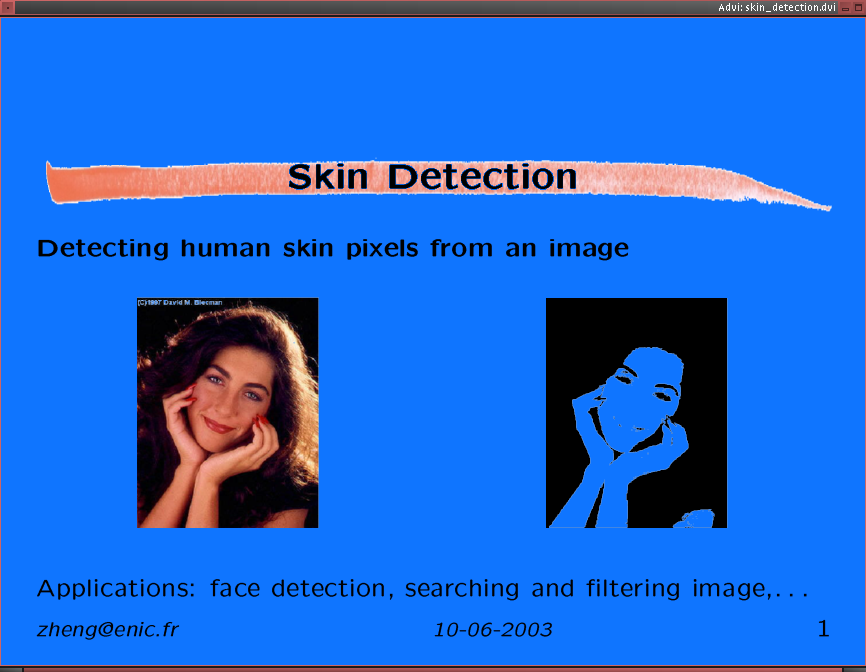 Advi: skin_detection.dvi
Skin Detection
Detecting human skin pixels from an image
(C)1997 David M. Blecman
Applications: face detection, searching and filtering image,...
zheng@enic.fr 10-06-2003 1